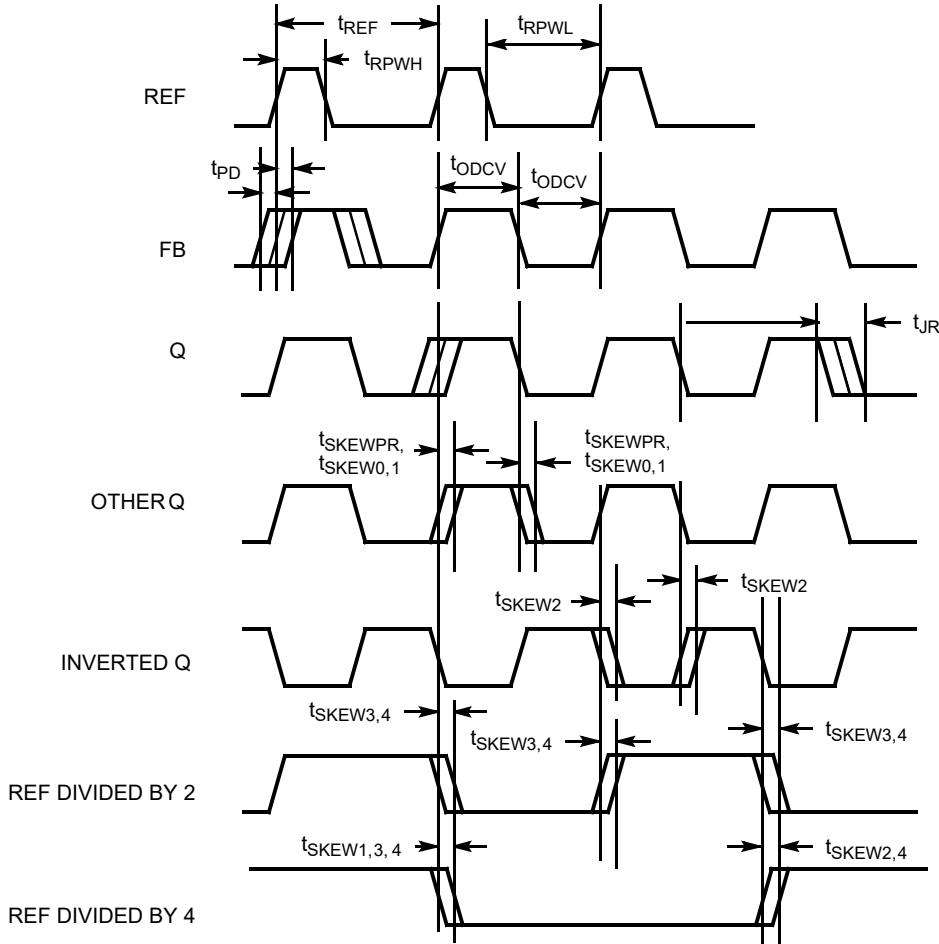 tREF
tRPWL
tRPWH
REF
tPD
tODCV
tODCV
FB
tJR
Q
tSKEWPR,
tSKEW0,1
tSKEWPR,
tSKEW0,1
OTHER Q
tSKEW2
tSKEW2
INVERTED Q
tSKEW3,4
tSKEW3,4
tSKEW3,4
REF DIVIDED BY 2
tSKEW1,3, 4
tSKEW2,4
REF DIVIDED BY 4